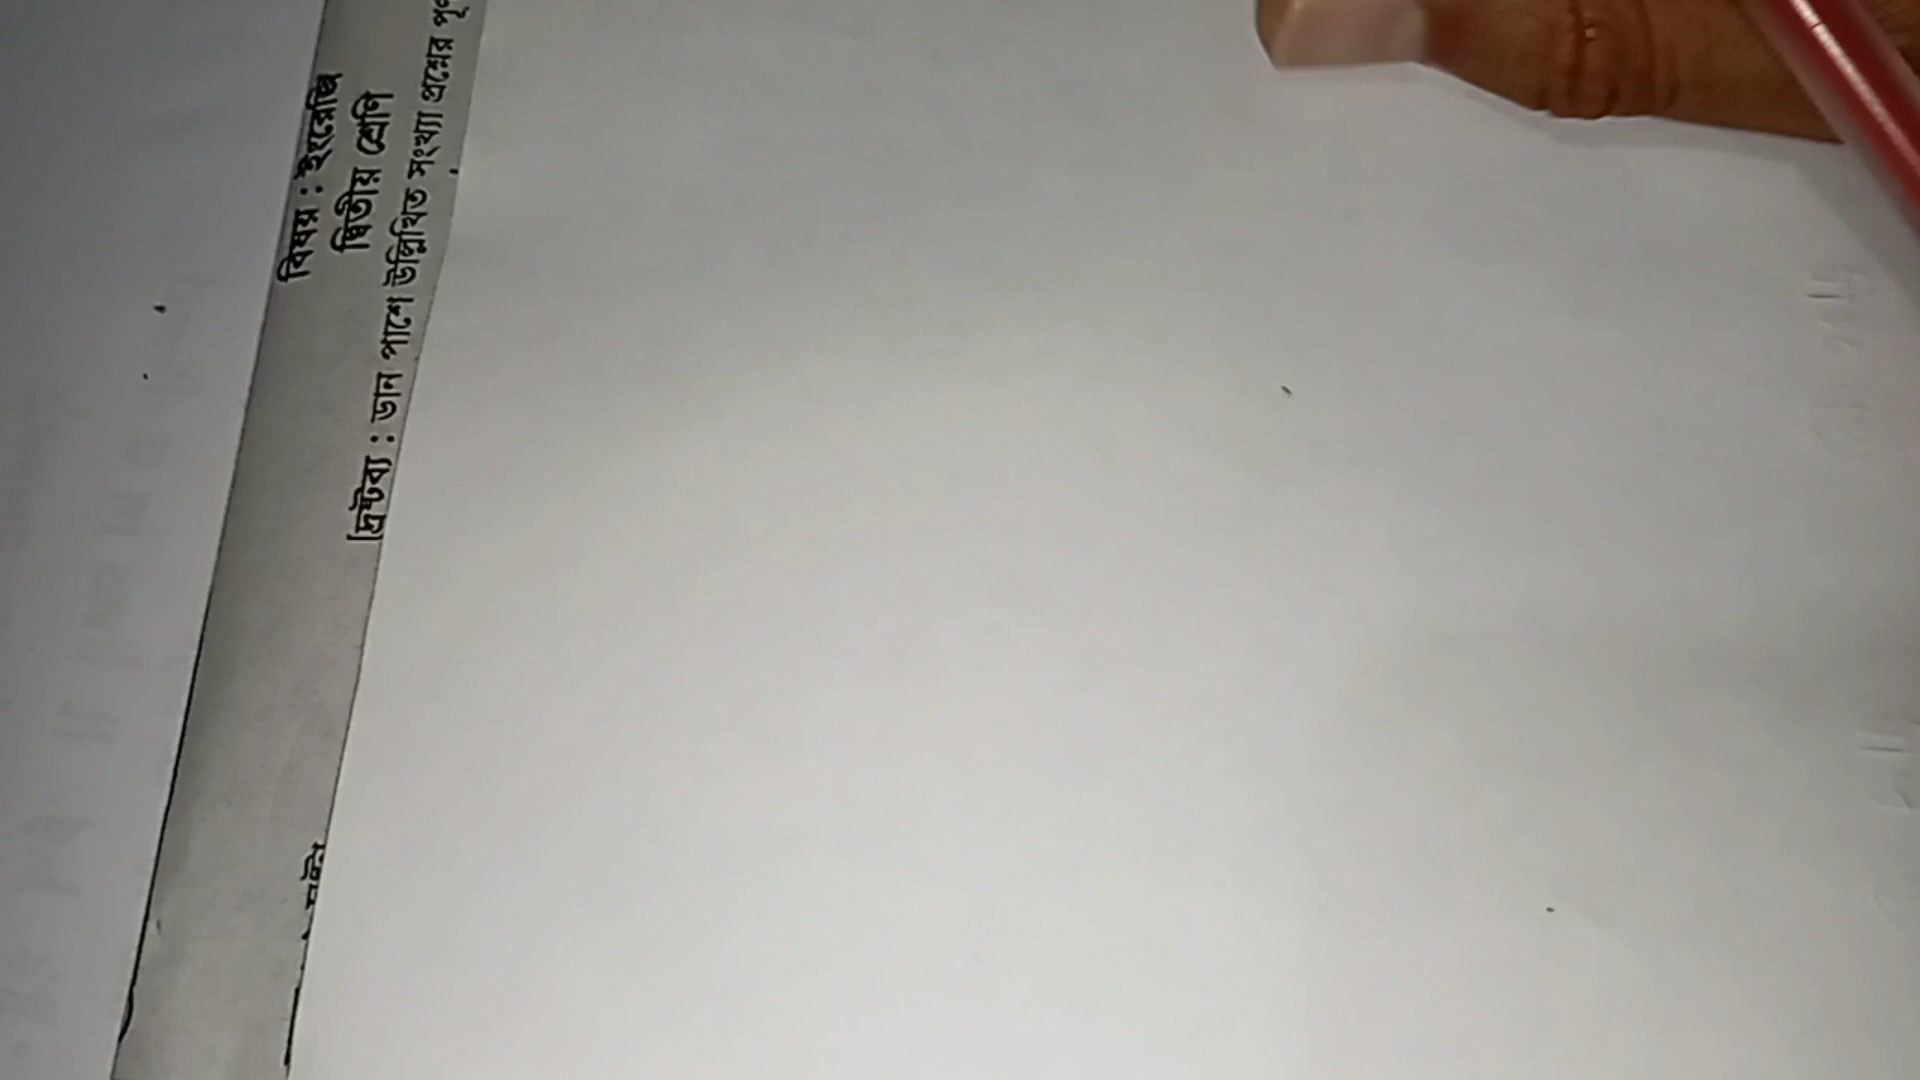 বিষয় : ইংরেজি
দ্বিতীয় শ্রেণি
[দ্রষ্টব্য : ডান পাশে উল্লিখিত সংখ্যা প্রশ্নের